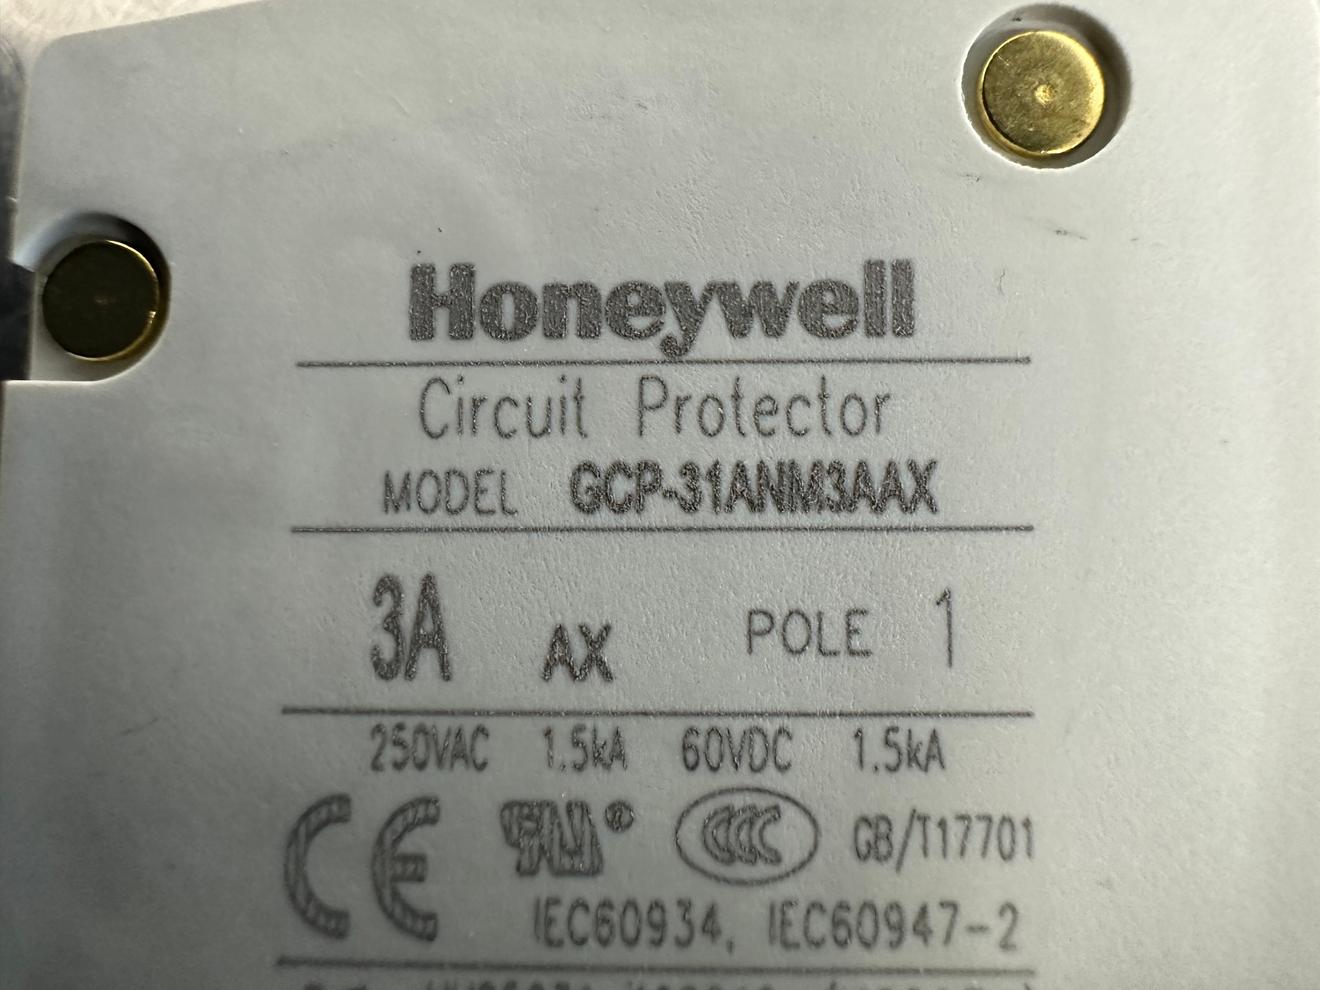 Honeywell
Circuit Protector
MODEL GCP-31ANM3AAX
3A AX POLE 1
250VAC 1.5kA 60VDC 1.5kA
CE ® CCC GB/T17701
IEC60934, IEC60947-2